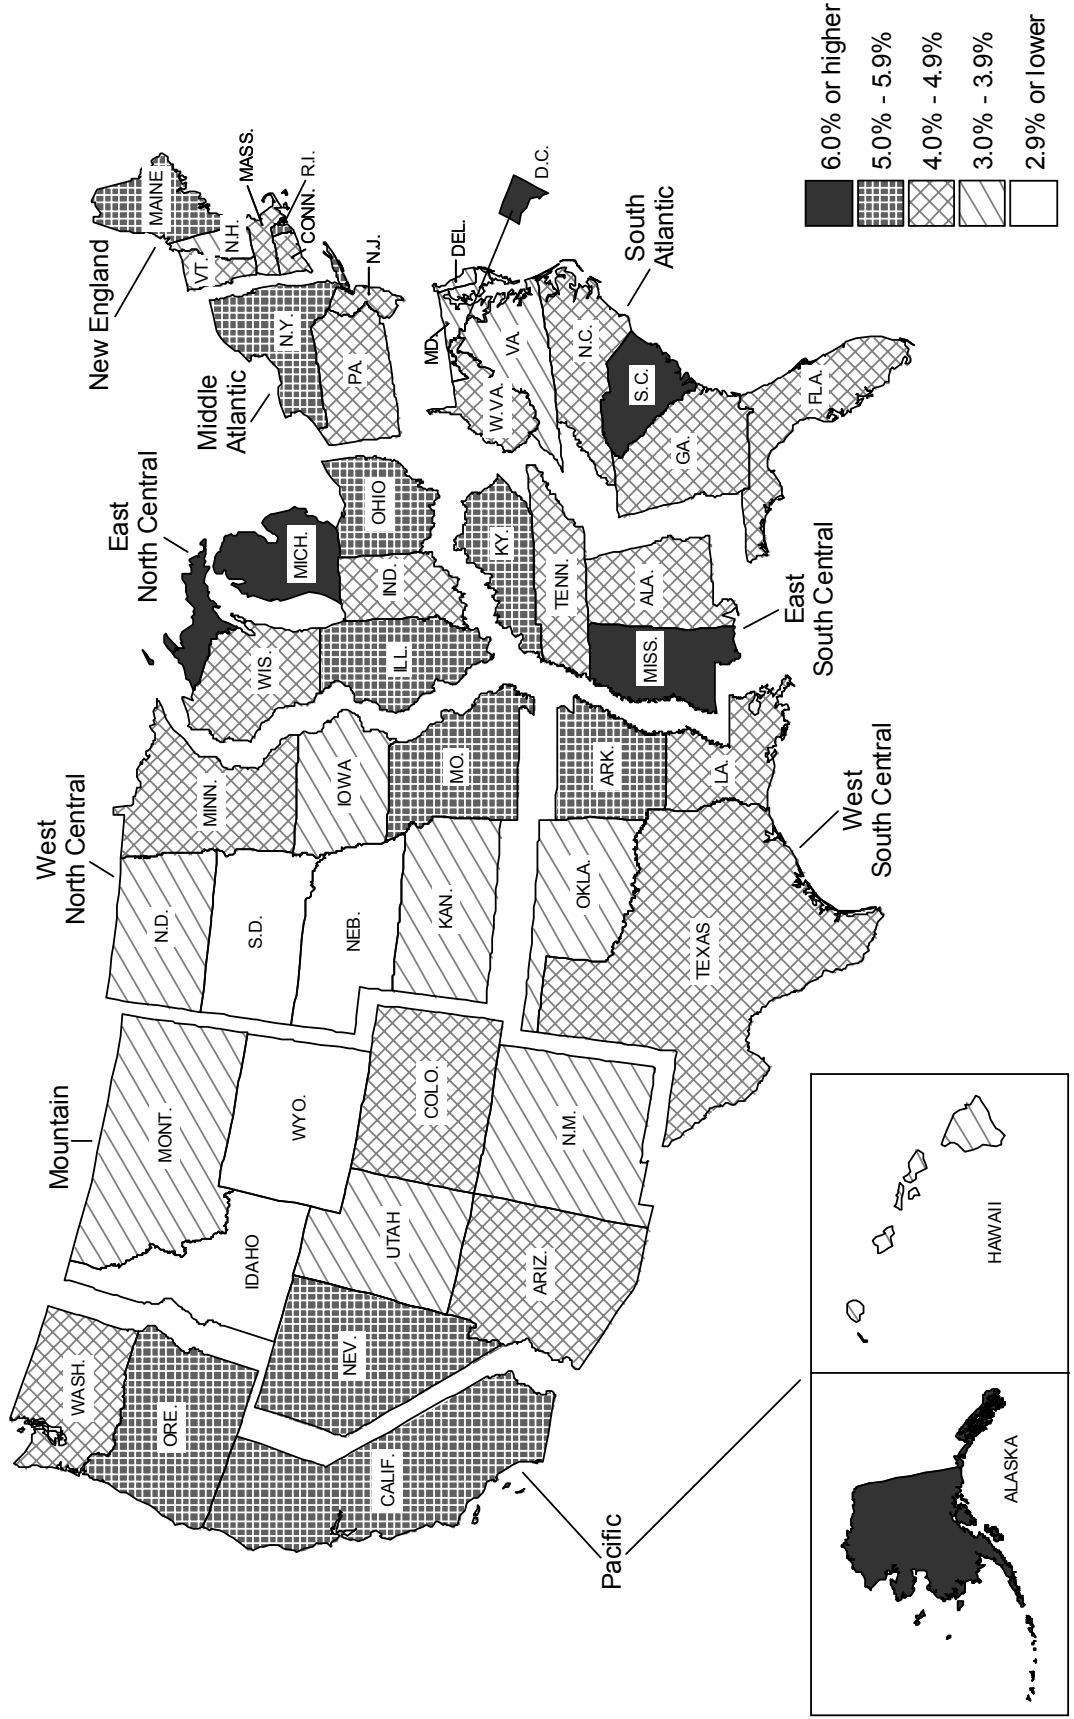 New England
MAINE
VT.
N.H.
MASS.
R.I.
CONN.
Middle
Atlantic
N.Y.
PA.
N.J.
East
North Central
MICH.
WIS.
OHIO
IND.
ILL.
West
North Central
N.D.
MINN.
S.D.
IOWA
NEB.
KAN.
MO.
Mountain
MONT.
IDAHO
WYO.
NEV.
UTAH
COLO.
ARIZ.
N.M.
WASH.
ORE.
CALIF.
Pacific
DEL.
MD.
D.C.
VA.
W.VA.
N.C.
S.C.
GA.
FLA.
South
Atlantic
KY.
TENN.
MISS.
ALA.
East
South Central
OKLA.
ARK.
TEXAS
LA.
West
South Central
ALASKA
HAWAII
6.0% or higher
5.0% - 5.9%
4.0% - 4.9%
3.0% - 3.9%
2.9% or lower